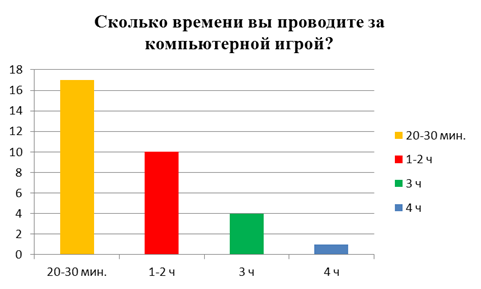 Сколько времени вы проводите за
компьютерной игрой?
18
16
14
12
10
8
6
4
2
0
20-30 мин.
1-2 ч
3 ч
4 ч
20-30 мин.
1-2 ч
3 ч
4 ч